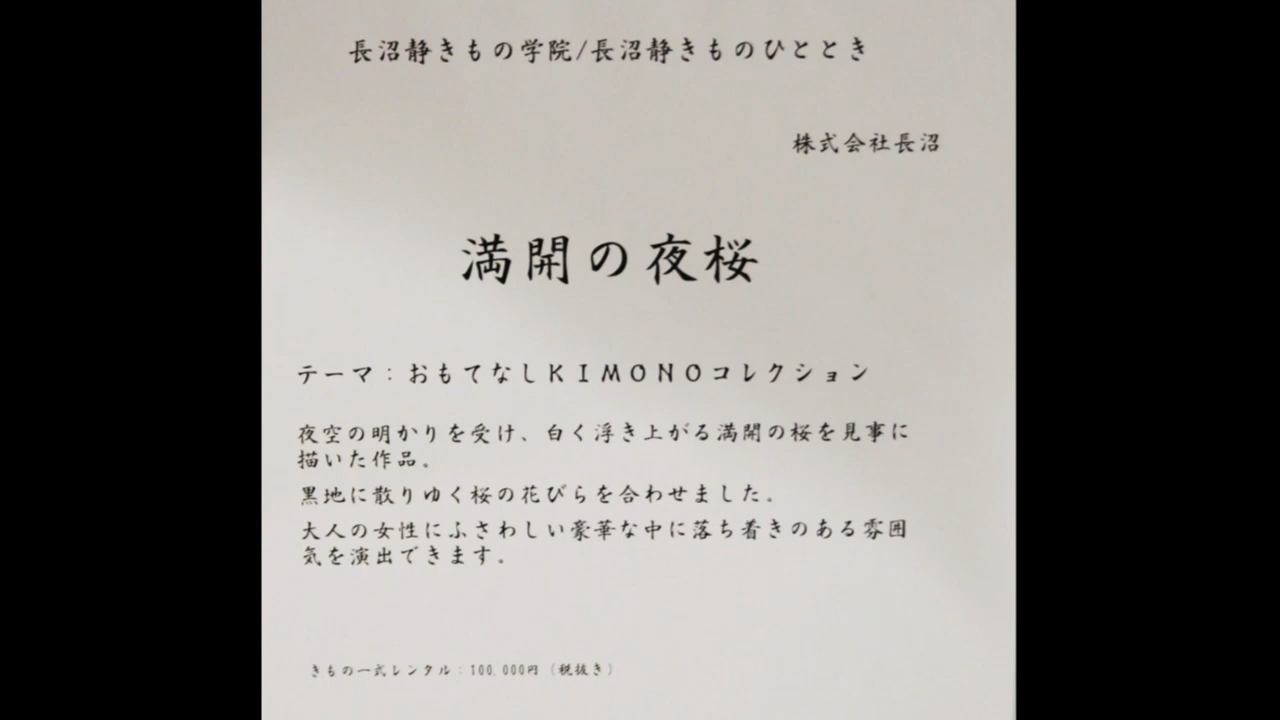 長沼静きもの学院/長沼静きものひととき
株式会社長沼
満開の夜桜
テーマ：おもてなしＫＩＭＯＮＯコレクション
夜空の明かりを受け、白く浮き上がる満開の桜を見事に
描いた作品。
黒地に散りゆく桜の花びらを合わせました。
大人の女性にふさわしい豪華な中に落ち着きのある雰囲
気を演出できます。
きもの一式レンタル：100,000円（税抜き）